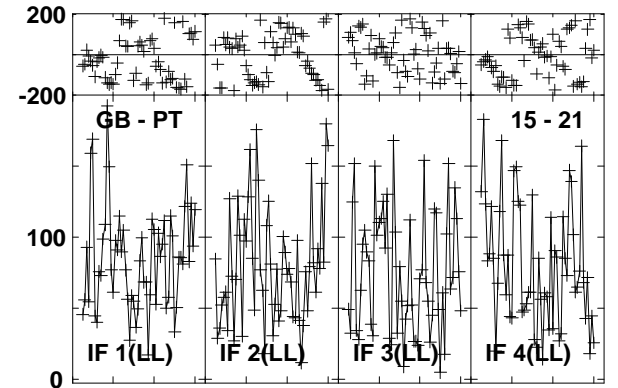 200
-200
GB - PT
15 - 21
100
IF 1(LL)
IF 2(LL)
IF 3(LL)
IF 4(LL)
0